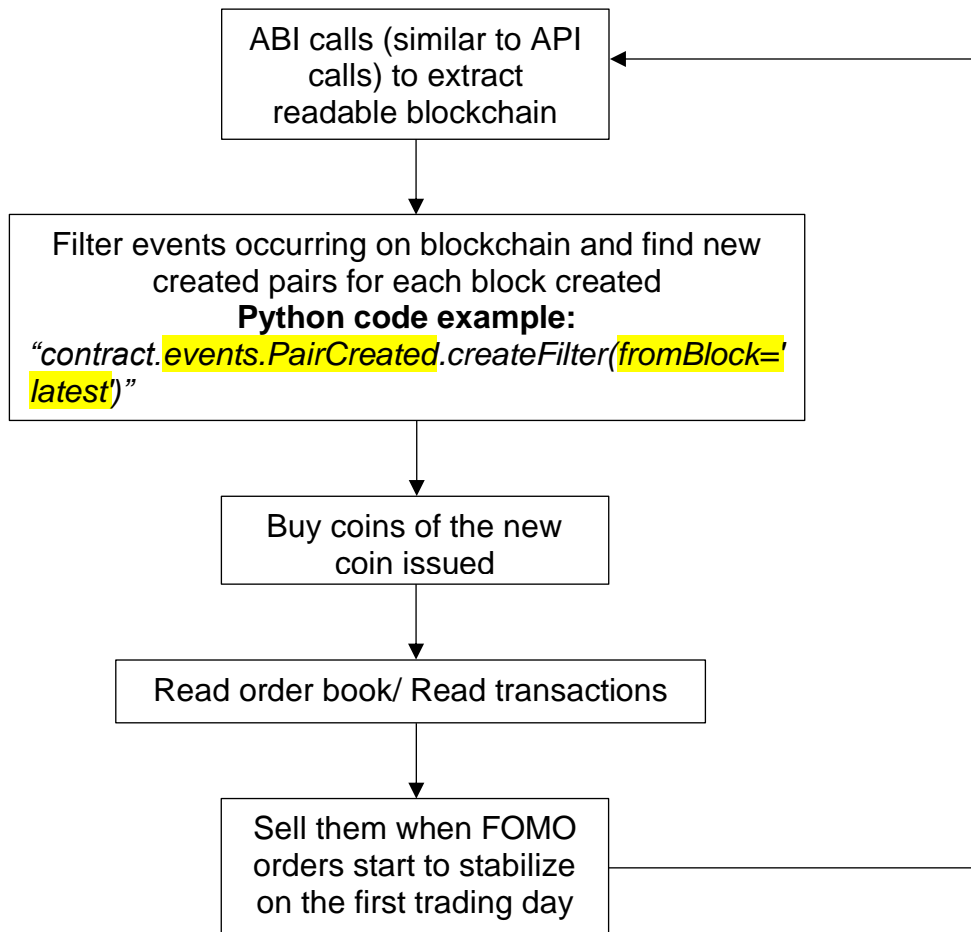 ABI calls (similar to API
calls) to extract
readable blockchain
Filter events occurring on blockchain and find new
created pairs for each block created
Python code example:
“contract.events.PairCreated.createFilter(fromBlock='
latest')”
Buy coins of the new
coin issued
Read order book/ Read transactions
Sell them when FOMO
orders start to stabilize
on the first trading day